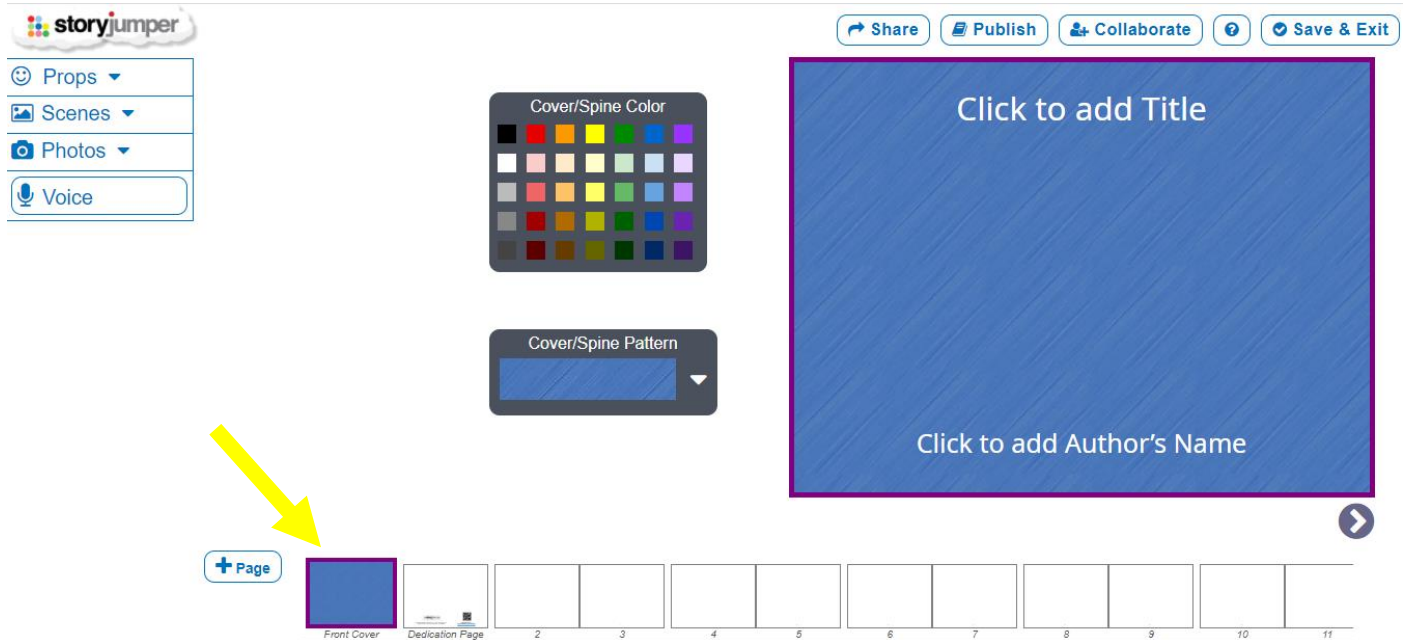 storyjumper
Share
Publish
Collaborate
Save & Exit
Props
Scenes
Photos
Voice
Cover/Spine Color
Cover/Spine Pattern
Click to add Title
Click to add Author's Name
+ Page
Front Cover
Dedication Page
2
3
4
5
6
7
8
9
10
11